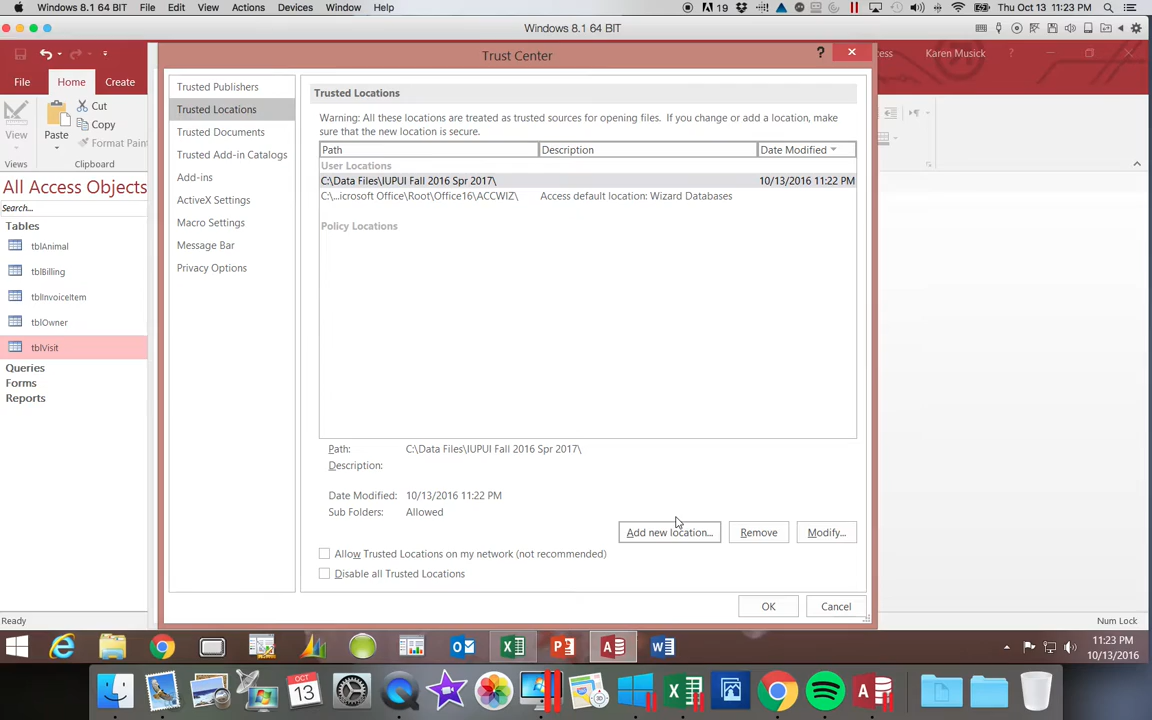 Windows 8.1 64 BIT File Edit View Actions Devices Window Help 19 Thu Oct 13 11:23 PM
Windows 8.1 64 BIT
Trust Center ? Karen Musick ?
File Home Create
View Paste Cut
Copy
Format Paint
Views Clipboard
All Access Objects
Search...
Tables
tblAnimal
tblBilling
tblInvoiceItem
tblOwner
tblVisit
Queries
Forms
Reports
Trusted Publishers
Trusted Locations
Trusted Documents
Trusted Add-in Catalogs
Add-ins
ActiveX Settings
Macro Settings
Message Bar
Privacy Options
Trusted Locations
Warning: All these locations are treated as trusted sources for opening files. If you change or add a location, make
sure that the new location is secure.
Path Description Date Modified
User Locations
C:\Data Files\IUPUI Fall 2016 Spr 2017\ 10/13/2016 11:22 PM
C:\...icrosoft Office\Root\Office16\ACCWIZ\ Access default location: Wizard Databases
Policy Locations
Path: C:\Data Files\IUPUI Fall 2016 Spr 2017\
Description:
Date Modified: 10/13/2016 11:22 PM
Sub Folders: Allowed
Add new location... Remove Modify...
Allow Trusted Locations on my network (not recommended)
Disable all Trusted Locations
OK Cancel
Ready Num Lock
11:23 PM
10/13/2016
OCT
13